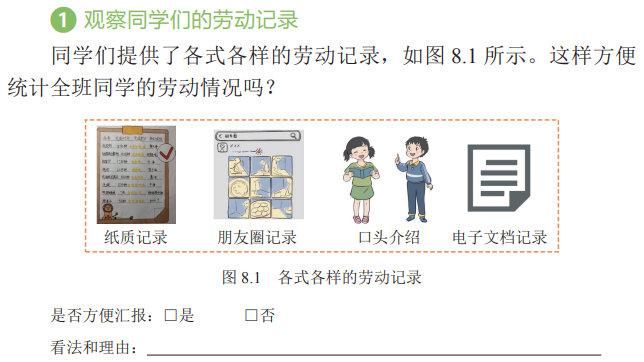 1 观察同学们的劳动记录
同学们提供了各式各样的劳动记录，如图 8.1 所示。这样方便
统计全班同学的劳动情况吗？
纸质记录 朋友圈记录 口头介绍 电子文档记录
图 8.1 各式各样的劳动记录
是否方便汇报：□是 □否
看法和理由：